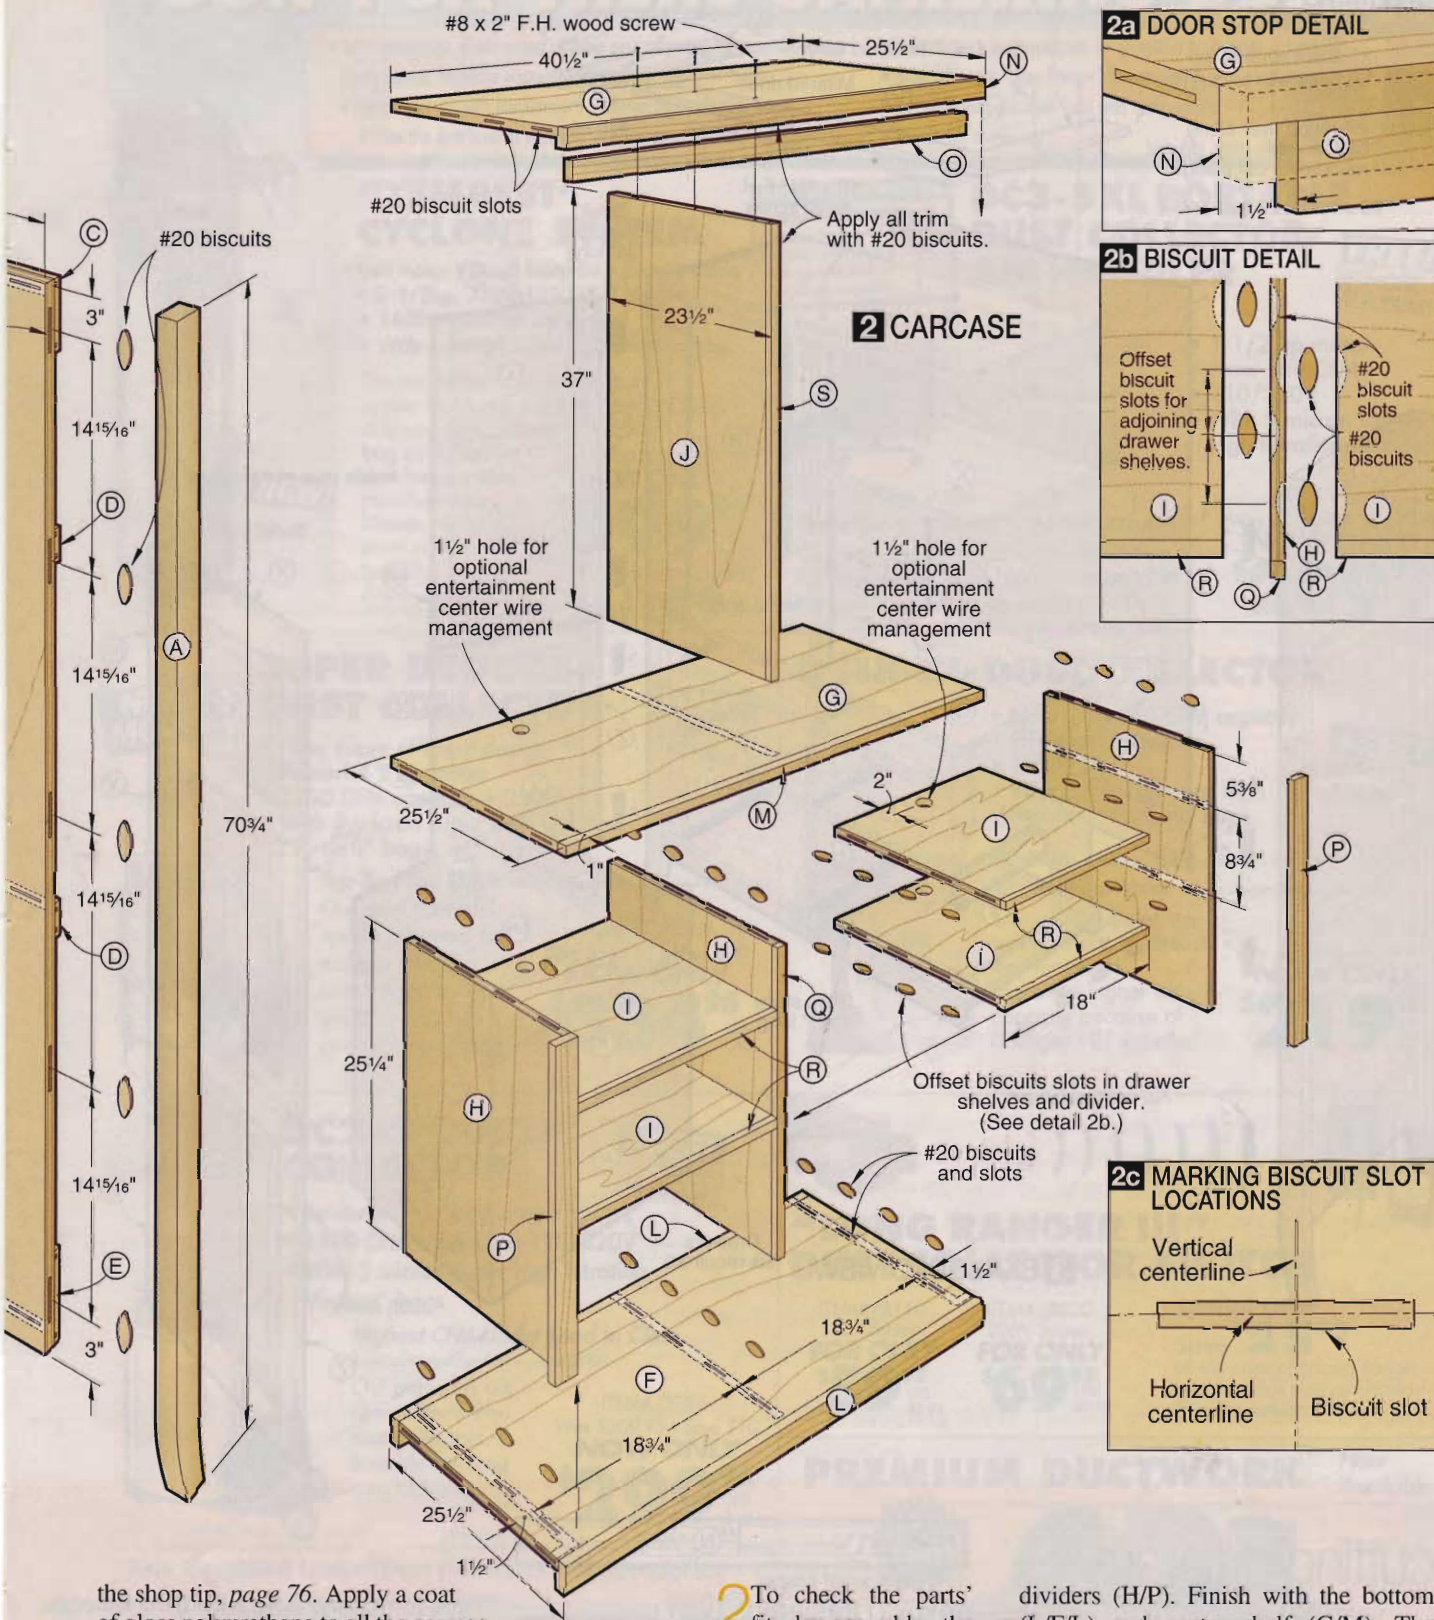 #8 x 2" F.H. wood screw
40½"
25½"
N
G
O
#20 biscuit slots
Apply all trim
with #20 biscuits.
2a DOOR STOP DETAIL
G
N
O
1½"
2b BISCUIT DETAIL
Offset
biscuit
slots for
adjoining
drawer
shelves.
#20
biscuit
slots
#20
biscuits
I
I
H
R
Q
R
C
#20 biscuits
3"
14 15/16"
D
14 15/16"
A
14 15/16"
70¾"
D
14 15/16"
E
3"
23½"
2 CARCASE
37"
S
J
1½" hole for
optional
entertainment
center wire
management
1½" hole for
optional
entertainment
center wire
management
G
M
25½"
1"
H
5⅜"
2"
I
8¾"
P
R
I
18"
H
Q
I
25¼"
R
H
I
Offset biscuits slots in drawer
shelves and divider.
(See detail 2b.)
#20 biscuits
and slots
P
L
1½"
18¾"
F
L
18¾"
25½"
1½"
2c MARKING BISCUIT SLOT
LOCATIONS
Vertical
centerline
Horizontal
centerline
Biscuit slot
the shop tip, page 76. Apply a coat
2 To check the parts'
dividers (H/P). Finish with the bottom